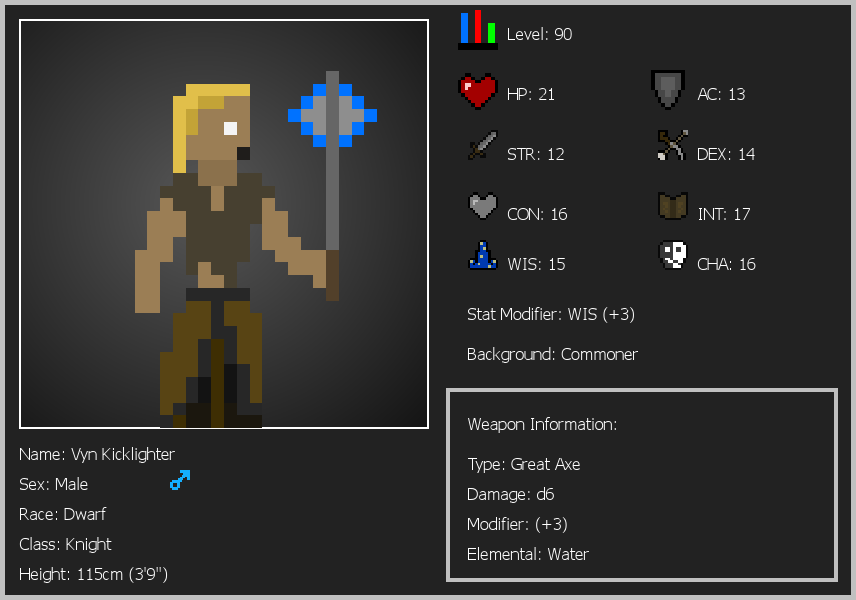 Level: 90
HP: 21
AC: 13
STR: 12
DEX: 14
CON: 16
INT: 17
WIS: 15
CHA: 16
Stat Modifier: WIS (+3)
Background: Commoner
Weapon Information:
Type: Great Axe
Damage: d6
Modifier: (+3)
Elemental: Water
Name: Vyn Kicklighter
Sex: Male
Race: Dwarf
Class: Knight
Height: 115cm (3'9")